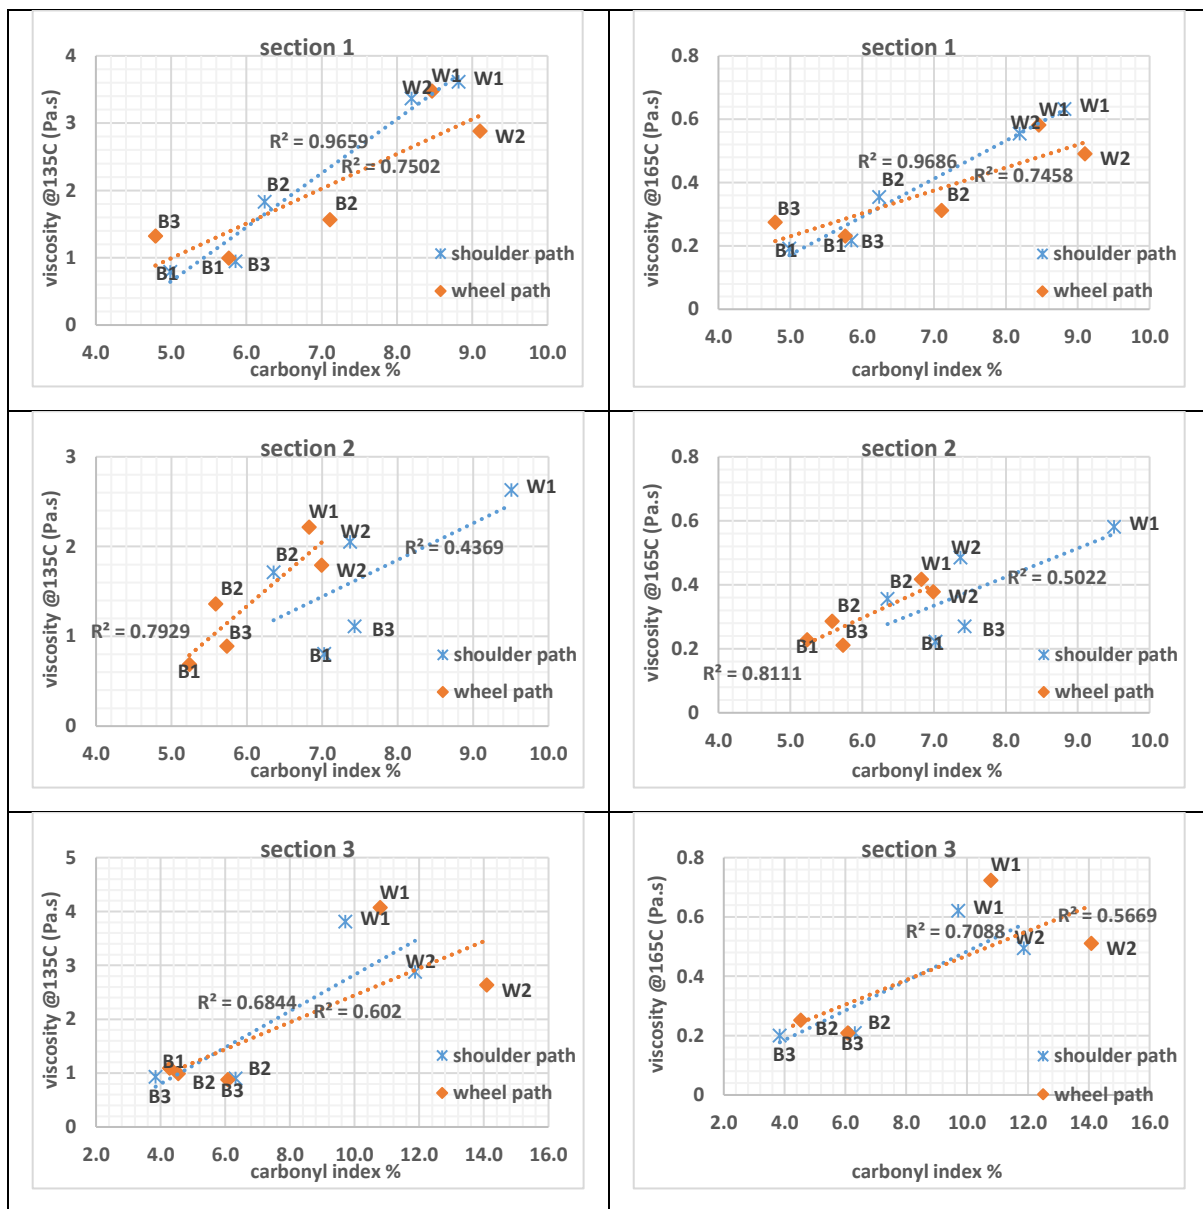 section 1
viscosity @135C (Pa.s)
4
3
2
1
0
4.0 5.0 6.0 7.0 8.0 9.0 10.0
carbonyl index %
W2 W1 W1
W2
R² = 0.9659
R² = 0.7502
B2
B2
B3
B1 B1 B3
shoulder path
wheel path
section 1
viscosity @165C (Pa.s)
0.8
0.6
0.4
0.2
0
4.0 5.0 6.0 7.0 8.0 9.0 10.0
carbonyl index %
W2 W1 W1
W2
R² = 0.9686
R² = 0.7458
B2
B2
B3
B1 B1 B3
shoulder path
wheel path
section 2
viscosity @135C (Pa.s)
3
2
1
0
4.0 5.0 6.0 7.0 8.0 9.0 10.0
carbonyl index %
W1
W1
W2
B2
W2
R² = 0.4369
B2
R² = 0.7929
B3
B3
B1
B1
shoulder path
wheel path
section 2
viscosity @165C (Pa.s)
0.8
0.6
0.4
0.2
0
4.0 5.0 6.0 7.0 8.0 9.0 10.0
carbonyl index %
W1
W2
W1
B2
W2
R² = 0.5022
B2
B3
B3
B1
B1
R² = 0.8111
shoulder path
wheel path
section 3
viscosity @135C (Pa.s)
5
4
3
2
1
0
2.0 4.0 6.0 8.0 10.0 12.0 14.0 16.0
carbonyl index %
W1
W1
W2
W2
R² = 0.6844
R² = 0.602
B1
B2
B2
B3
B3
shoulder path
wheel path
section 3
viscosity @165C (Pa.s)
0.8
0.6
0.4
0.2
0
2.0 4.0 6.0 8.0 10.0 12.0 14.0 16.0
carbonyl index %
W1
W1
R² = 0.5669
R² = 0.7088
W2
W2
B2
B2
B3
B3
shoulder path
wheel path